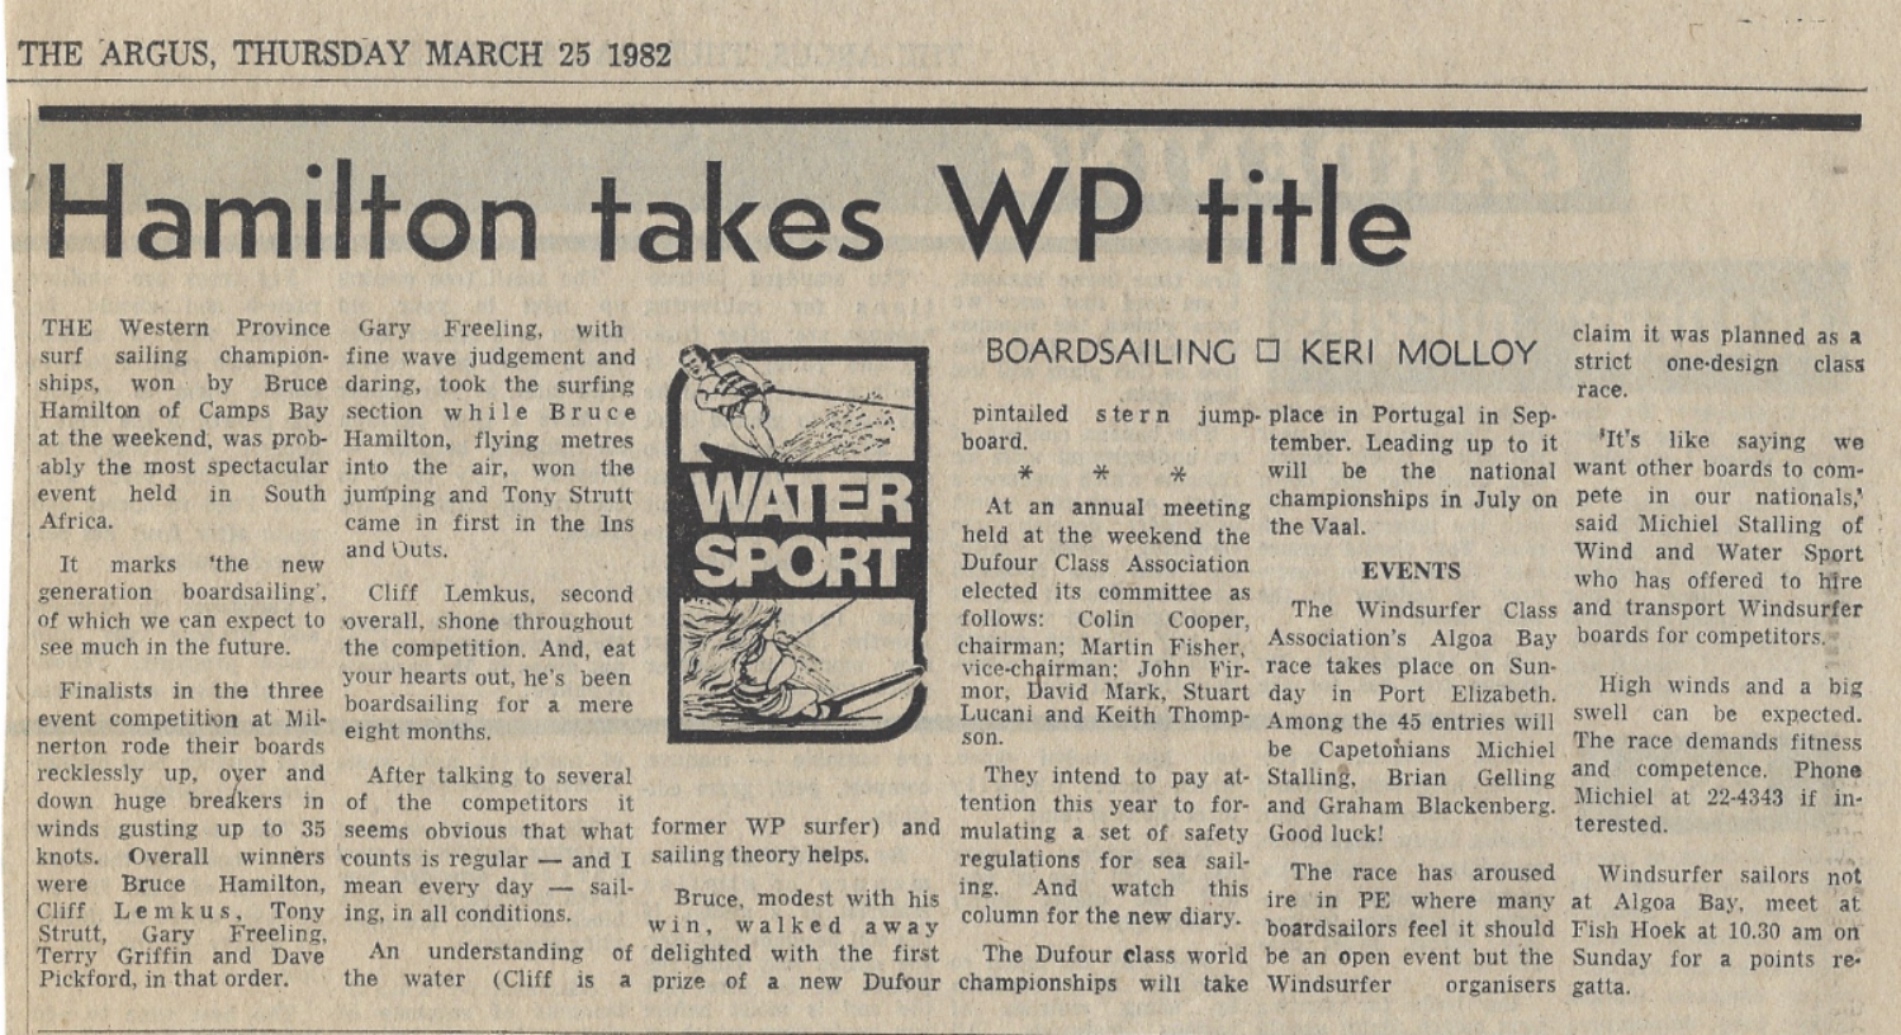 THE ARGUS, THURSDAY MARCH 25 1982
Hamilton takes WP title
THE Western Province
surf sailing champion-
ships, won by Bruce
Hamilton of Camps Bay
at the weekend, was prob-
ably the most spectacular
event held in South
Africa.
It marks 'the new
generation boardsailing',
of which we can expect to
see much in the future.
Finalists in the three
event competition at Mil-
nerton rode their boards
recklessly up, over and
down huge breakers in
winds gusting up to 35
knots. Overall winners
were Bruce Hamilton,
Cliff Lemkus, Tony
Strutt, Gary Freeling,
Terry Griffin and Dave
Pickford, in that order.
Gary Freeling, with
fine wave judgement and
daring, took the surfing
section while Bruce
Hamilton, flying metres
into the air, won the
jumping and Tony Strutt
came in first in the Ins
and Outs.
Cliff Lemkus, second
overall, shone throughout
the competition. And, eat
your hearts out, he's been
boardsailing for a mere
eight months.
After talking to several
of the competitors it
seems obvious that what
counts is regular — and I
mean every day — sail-
ing, in all conditions.
An understanding of
the water (Cliff is a
WATER
SPORT
former WP surfer) and
sailing theory helps.
Bruce, modest with his
win, walked away
delighted with the first
prize of a new Dufour
BOARDSAILING □ KERI MOLLOY
pintailed stern jump-
board.
* * *
At an annual meeting
held at the weekend the
Dufour Class Association
elected its committee as
follows: Colin Cooper,
chairman; Martin Fisher,
vice-chairman; John Fir-
mor, David Mark, Stuart
Lucani and Keith Thomp-
son.
They intend to pay at-
tention this year to for-
mulating a set of safety
regulations for sea sail-
ing. And watch this
column for the new diary.
The Dufour class world
championships will take
place in Portugal in Sep-
tember. Leading up to it
will be the national
championships in July on
the Vaal.
EVENTS
The Windsurfer Class
Association's Algoa Bay
race takes place on Sun-
day in Port Elizabeth.
Among the 45 entries will
be Capetonians Michiel
Stalling, Brian Gelling
and Graham Blackenberg.
Good luck!
The race has aroused
ire in PE where many
boardsailors feel it should
be an open event but the
Windsurfer organisers
claim it was planned as a
strict one-design class
race.
'It's like saying we
want other boards to com-
pete in our nationals,'
said Michiel Stalling of
Wind and Water Sport
who has offered to hire
and transport Windsurfer
boards for competitors.
High winds and a big
swell can be expected.
The race demands fitness
and competence. Phone
Michiel at 22-4343 if in-
terested.
Windsurfer sailors not
at Algoa Bay, meet at
Fish Hoek at 10.30 am on
Sunday for a points re-
gatta.